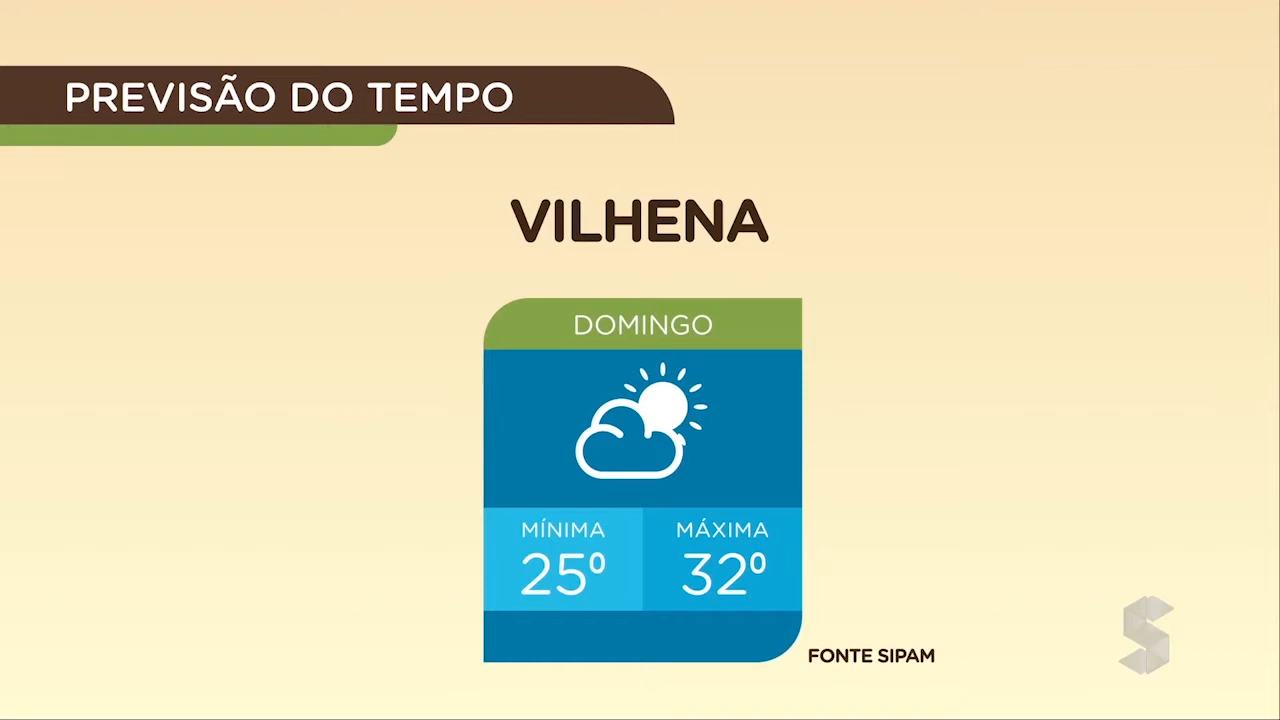 PREVISÃO DO TEMPO
VILHENA
DOMINGO
MÍNIMA MÁXIMA
25º 32º
FONTE SIPAM